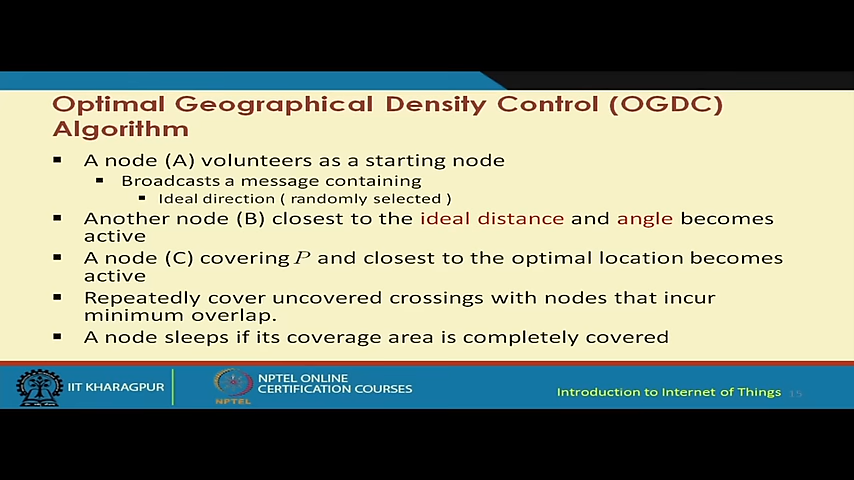 Optimal Geographical Density Control (OGDC)
Algorithm
▪ A node (A) volunteers as a starting node
▪ Broadcasts a message containing
▪ Ideal direction ( randomly selected )
▪ Another node (B) closest to the ideal distance and angle becomes
active
▪ A node (C) covering P and closest to the optimal location becomes
active
▪ Repeatedly cover uncovered crossings with nodes that incur
minimum overlap.
▪ A node sleeps if its coverage area is completely covered
IIT KHARAGPUR
NPTEL
NPTEL ONLINE
CERTIFICATION COURSES
Introduction to Internet of Things 15